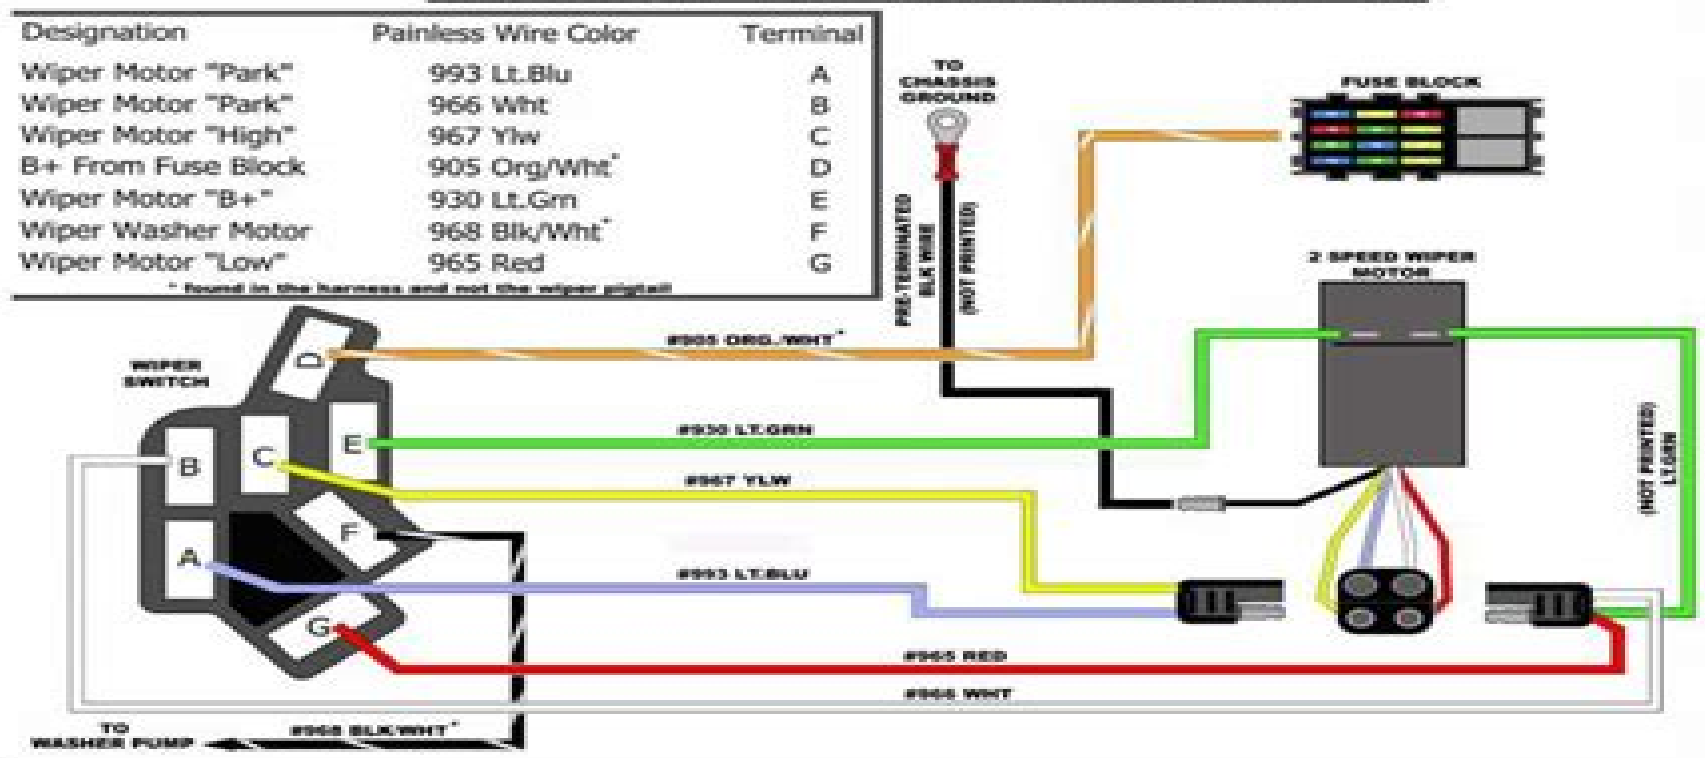 Designation Painless Wire Color Terminal
Wiper Motor "Park" 993 Lt.Blu A
Wiper Motor "Park" 966 Wht B
Wiper Motor "High" 967 Ylw C
B+ From Fuse Block 905 Org/Wht* D
Wiper Motor "B+" 930 Lt.Grn E
Wiper Washer Motor 968 Blk/Wht* F
Wiper Motor "Low" 965 Red G
* found in the harness and not the wiper pigtail
TO
CHASSIS
GROUND
FUSE BLOCK
PRE-TERMINATED
BLK WIRE
(NOT PRINTED)
2 SPEED WIPER
MOTOR
WIPER
SWITCH
D
#905 ORG./WHT*
E
#930 LT.GRN
C
B
#967 YLW
(NOT PRINTED)
LT.GRN
F
A
#993 LT.BLU
G
#965 RED
#966 WHT
TO
WASHER PUMP
#968 BLK/WHT*